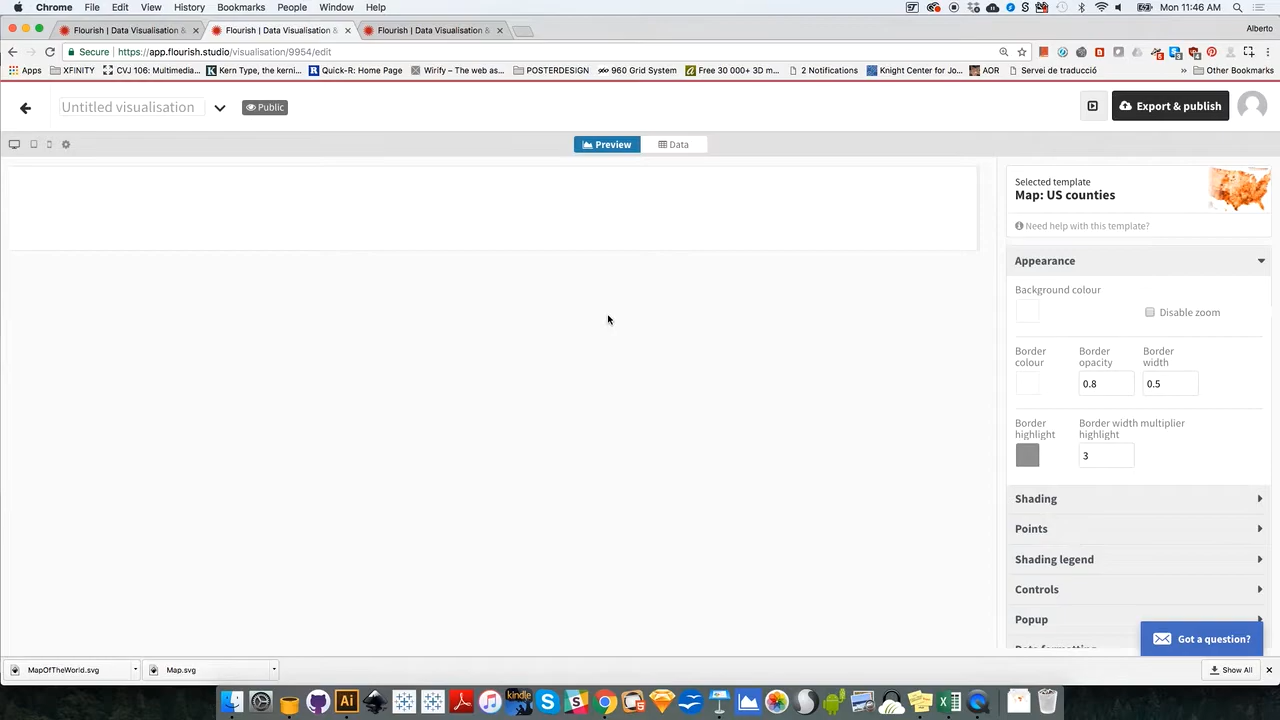 Chrome File Edit View History Bookmarks People Window Help Mon 11:46 AM
Flourish | Data Visualisation & Flourish | Data Visualisation & Flourish | Data Visualisation & Alberto
Secure https://app.flourish.studio/visualisation/9954/edit
Apps XFINITY CVJ 106: Multimedia... Kern Type, the kerni... Quick-R: Home Page Wirify – The web as... POSTERDESIGN 960 Grid System Free 30 000+ 3D m... 2 Notifications Knight Center for Jo... AOR Servei de traducció » Other Bookmarks
Untitled visualisation Public Export & publish
Preview Data
Selected template
Map: US counties
Need help with this template?
Appearance
Background colour
Disable zoom
Border colour Border opacity Border width
0.8 0.5
Border highlight Border width multiplier highlight
3
Shading
Points
Shading legend
Controls
Popup
Got a question?
MapOfTheWorld.svg Map.svg Show All